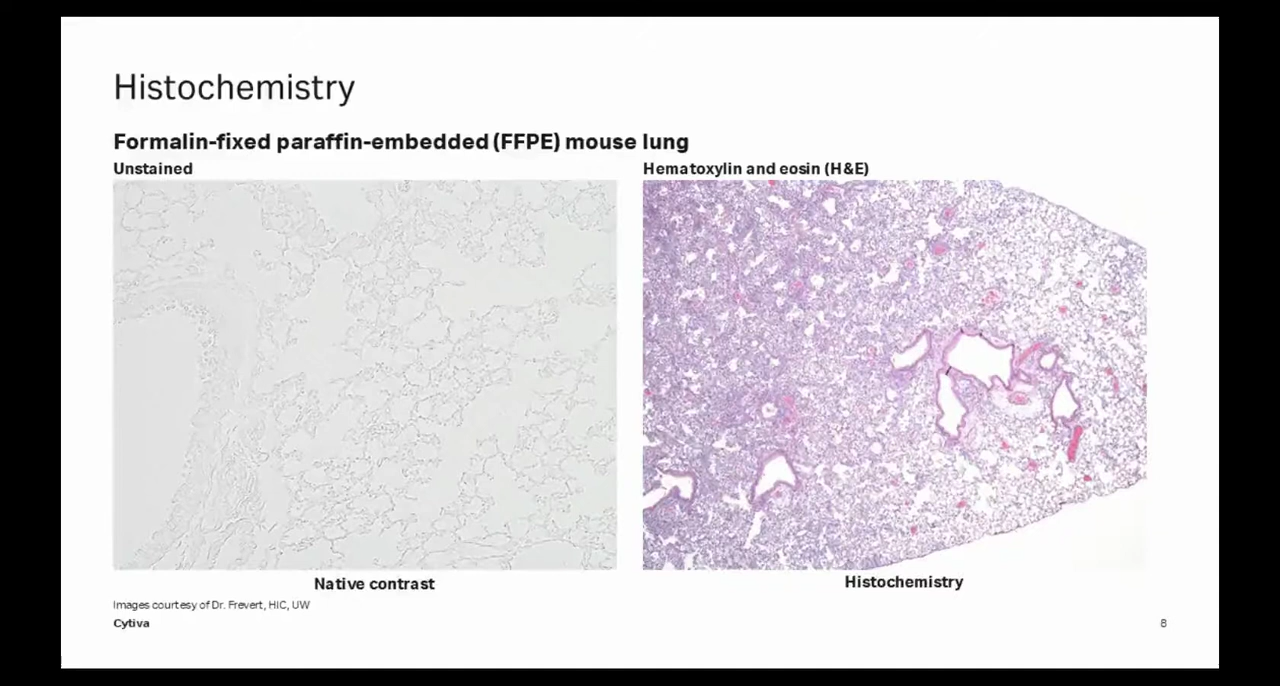 Histochemistry
Formalin-fixed paraffin-embedded (FFPE) mouse lung
Unstained
Hematoxylin and eosin (H&E)
Native contrast
Histochemistry
Images courtesy of Dr. Frevert, HIC, UW
Cytiva
8